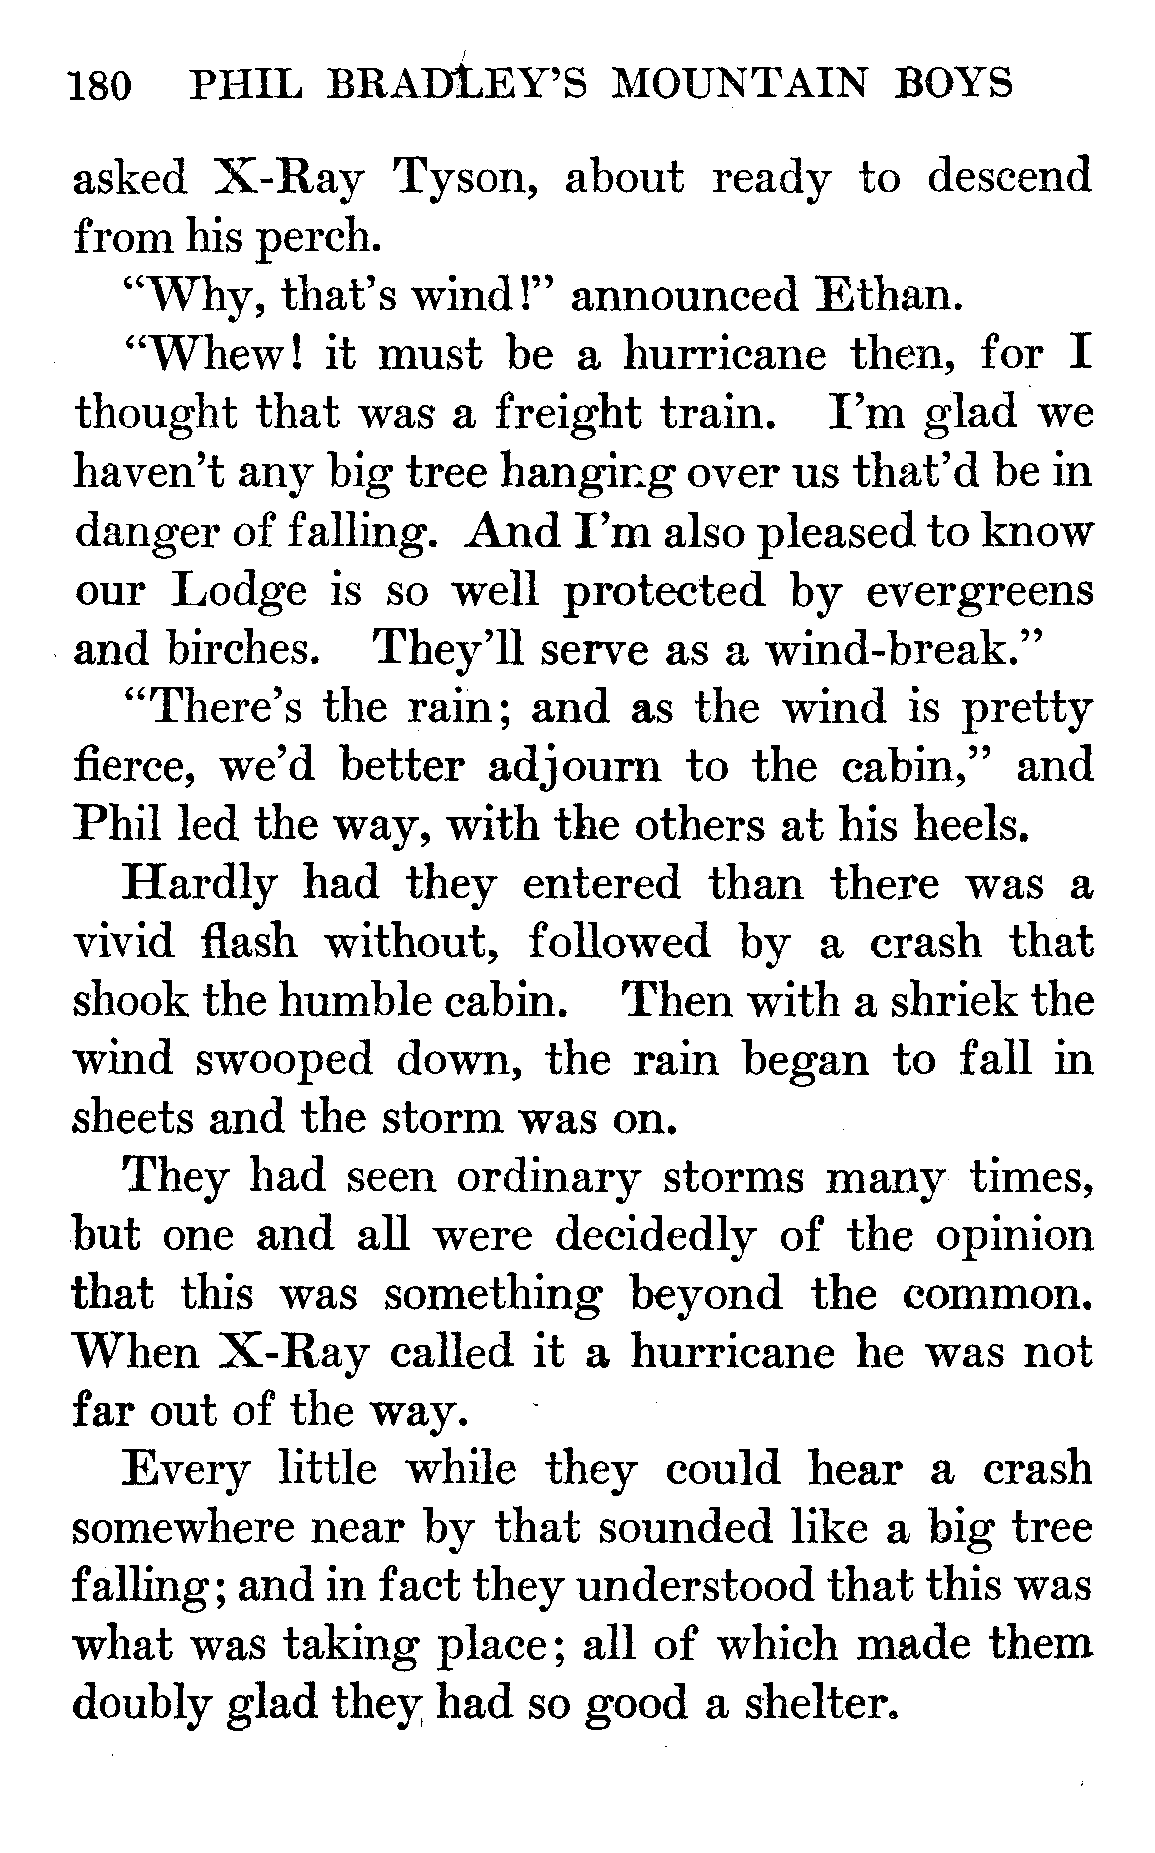 180 PHIL BRADLEY'S MOUNTAIN BOYS
asked X-Ray Tyson, about ready to descend
from his perch.
“Why, that’s wind!” announced Ethan.
“Whew! it must be a hurricane then, for I
thought that was a freight train. I’m glad we
haven’t any big tree hanging over us that’d be in
danger of falling. And I’m also pleased to know
our Lodge is so well protected by evergreens
and birches. They’ll serve as a wind-break.”
“There’s the rain; and as the wind is pretty
fierce, we’d better adjourn to the cabin,” and
Phil led the way, with the others at his heels.
Hardly had they entered than there was a
vivid flash without, followed by a crash that
shook the humble cabin. Then with a shriek the
wind swooped down, the rain began to fall in
sheets and the storm was on.
They had seen ordinary storms many times,
but one and all were decidedly of the opinion
that this was something beyond the common.
When X-Ray called it a hurricane he was not
far out of the way.
Every little while they could hear a crash
somewhere near by that sounded like a big tree
falling; and in fact they understood that this was
what was taking place; all of which made them
doubly glad they had so good a shelter.